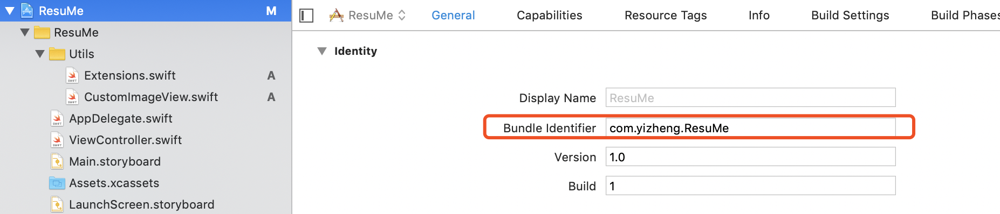 ResuMe M
ResuMe
Utils
Extensions.swift A
CustomImageView.swift A
AppDelegate.swift
ViewController.swift
Main.storyboard
Assets.xcassets
LaunchScreen.storyboard
ResuMe General Capabilities Resource Tags Info Build Settings Build Phases
Identity
Display Name ResuMe
Bundle Identifier com.yizheng.ResuMe
Version 1.0
Build 1